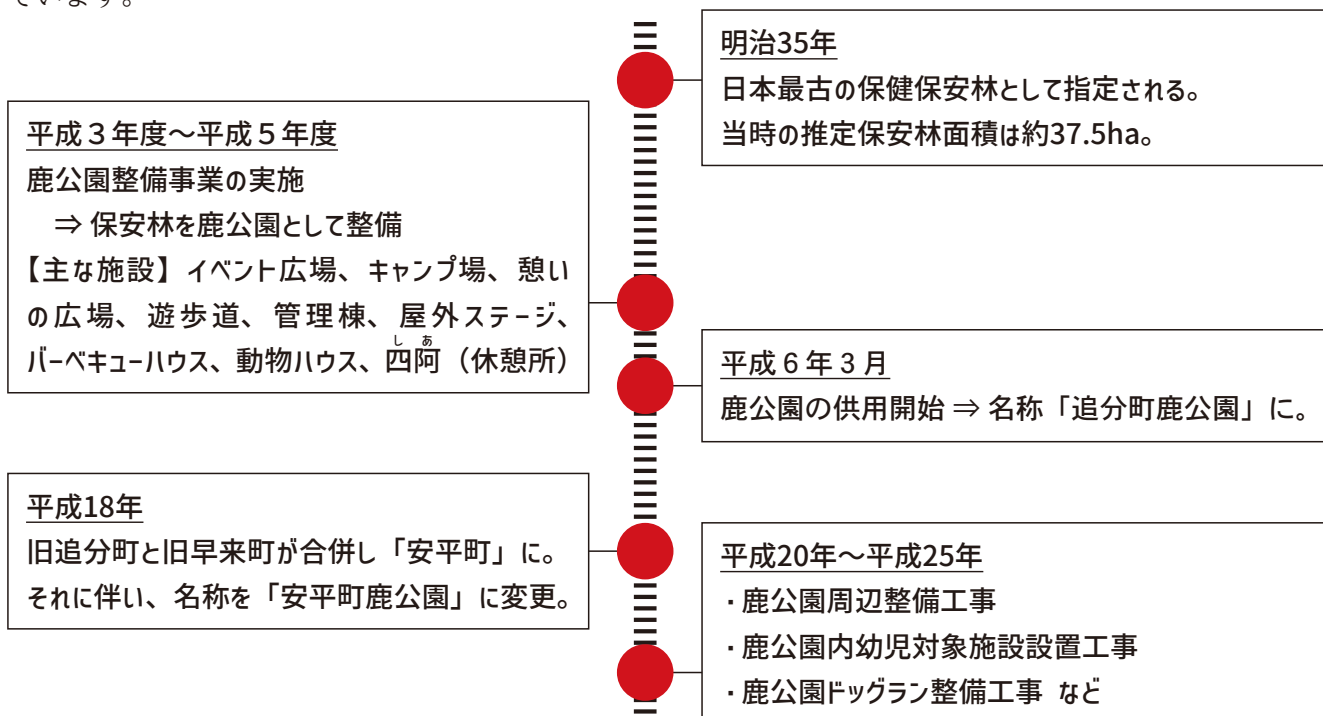 ています。
明治35年
日本最古の保健保安林として指定される。
当時の推定保安林面積は約37.5ha。
平成３年度～平成５年度
鹿公園整備事業の実施
⇒ 保安林を鹿公園として整備
【主な施設】イベント広場、キャンプ場、憩い
の広場、遊歩道、管理棟、屋外ステージ、
しあ
バーベキューハウス、動物ハウス、四阿（休憩所）
平成６年３月
鹿公園の供用開始 ⇒ 名称「追分町鹿公園」に。
平成18年
旧追分町と旧早来町が合併し「安平町」に。
それに伴い、名称を「安平町鹿公園」に変更。
平成20年～平成25年
・鹿公園周辺整備工事
・鹿公園内幼児対象施設設置工事
・鹿公園ドッグラン整備工事 など